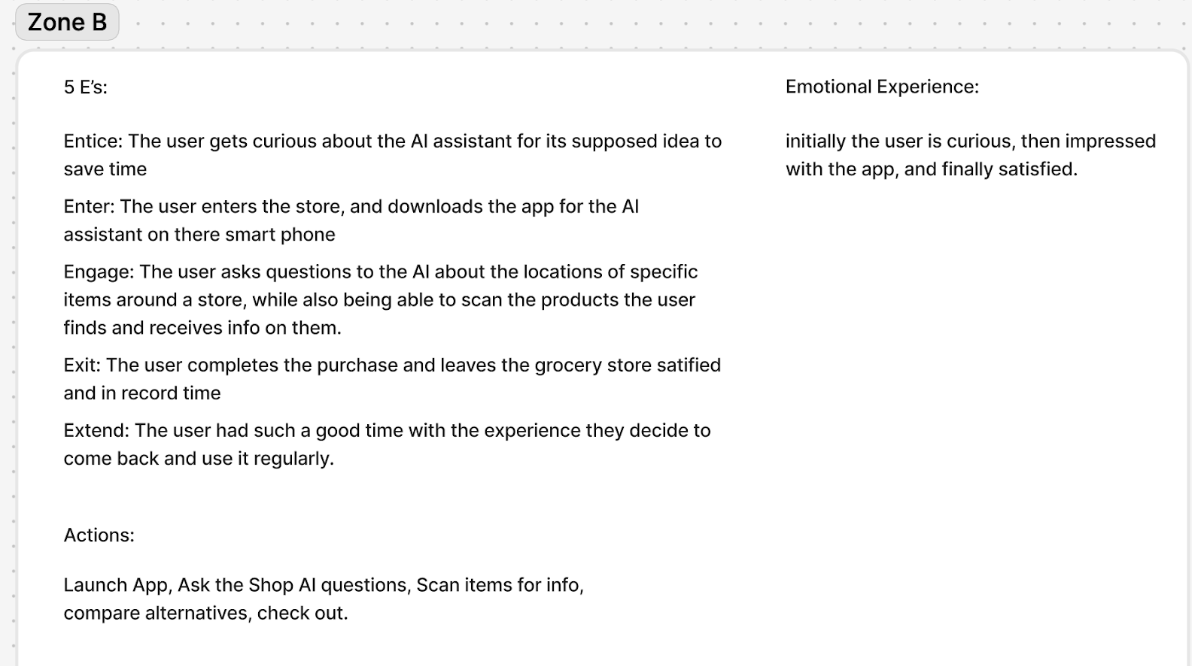 Zone B
5 E's:
Entice: The user gets curious about the AI assistant for its supposed idea to
save time
Enter: The user enters the store, and downloads the app for the AI
assistant on there smart phone
Engage: The user asks questions to the AI about the locations of specific
items around a store, while also being able to scan the products the user
finds and receives info on them.
Exit: The user completes the purchase and leaves the grocery store satified
and in record time
Extend: The user had such a good time with the experience they decide to
come back and use it regularly.
Actions:
Launch App, Ask the Shop AI questions, Scan items for info,
compare alternatives, check out.
Emotional Experience:
initially the user is curious, then impressed
with the app, and finally satisfied.